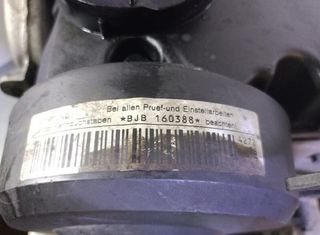 Bei allen Pruef-und Einstellarbeiten
*BJB 160388* beachten!